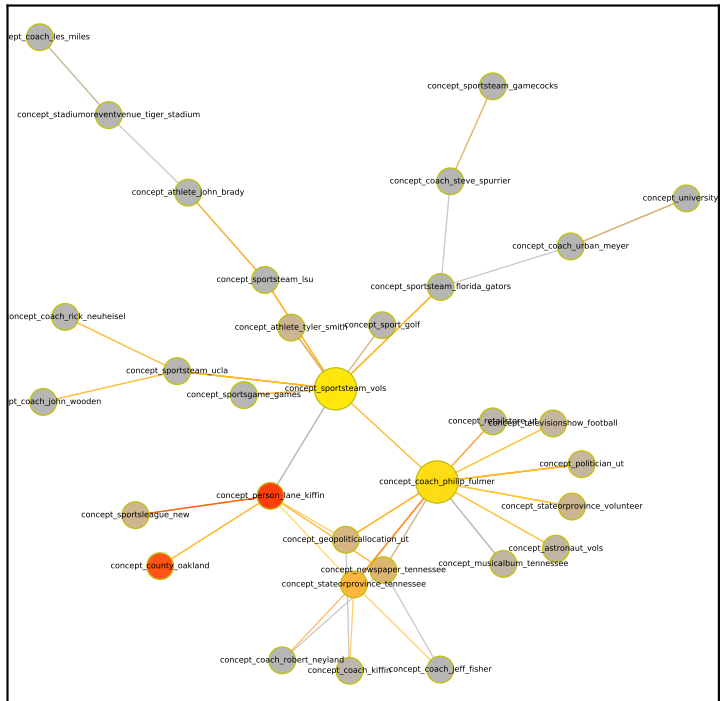 ept_coach_les_miles
concept_sportsteam_gamecocks
concept_stadiumoreventvenue_tiger_stadium
concept_coach_steve_spurrier
concept_athlete_john_brady
concept_university
concept_coach_urban_meyer
concept_sportsteam_lsu
concept_sportsteam_florida_gators
concept_coach_rick_neuheisel
concept_athlete_tyler_smith
concept_sport_golf
concept_sportsteam_ucla
concept_sportsteam_vols
concept_sportsgame_games
pt_coach_john_wooden
concept_retailstore_ut
concept_televisionshow_football
concept_politician_ut
concept_coach_philip_fulmer
concept_person_lane_kiffin
concept_stateorprovince_volunteer
concept_sportsleague_new
concept_geopoliticallocation_ut
concept_astronaut_vols
concept_county_oakland
concept_musicalbum_tennessee
concept_newspaper_tennessee
concept_stateorprovince_tennessee
concept_coach_robert_neyland
concept_coach_kiffin
concept_coach_jeff_fisher